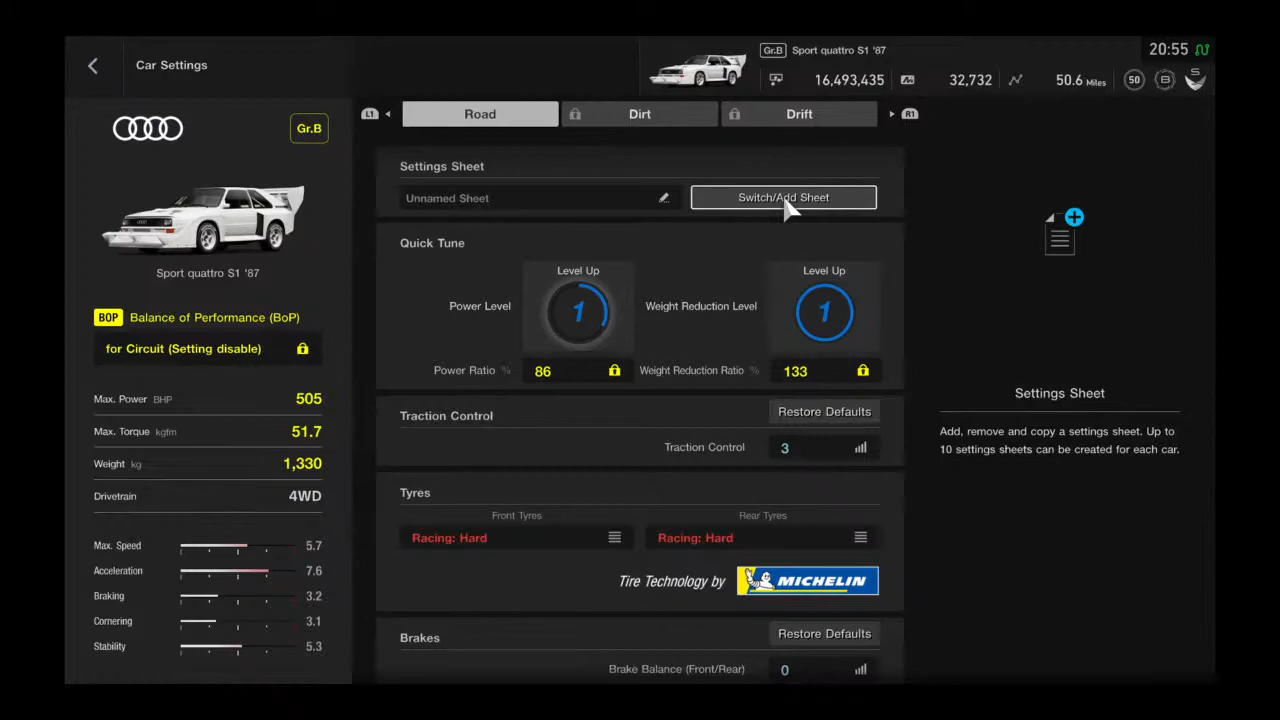 Car Settings
Gr.B Sport quattro S1 '87
20:55
16,493,435
32,732
50.6 Miles
50
B
S
L1
Road
Dirt
Drift
R1
Gr.B
Sport quattro S1 '87
BOP Balance of Performance (BoP)
for Circuit (Setting disable)
Max. Power BHP 505
Max. Torque kgfm 51.7
Weight kg 1,330
Drivetrain 4WD
Max. Speed 5.7
Acceleration 7.6
Braking 3.2
Cornering 3.1
Stability 5.3
Settings Sheet
Unnamed Sheet
Switch/Add Sheet
Quick Tune
Level Up
Level Up
Power Level 1
Weight Reduction Level 1
Power Ratio % 86
Weight Reduction Ratio % 133
Traction Control
Restore Defaults
Traction Control 3
Tyres
Front Tyres
Rear Tyres
Racing: Hard
Racing: Hard
Tire Technology by MICHELIN
Brakes
Restore Defaults
Brake Balance (Front/Rear) 0
Settings Sheet
Add, remove and copy a settings sheet. Up to
10 settings sheets can be created for each car.